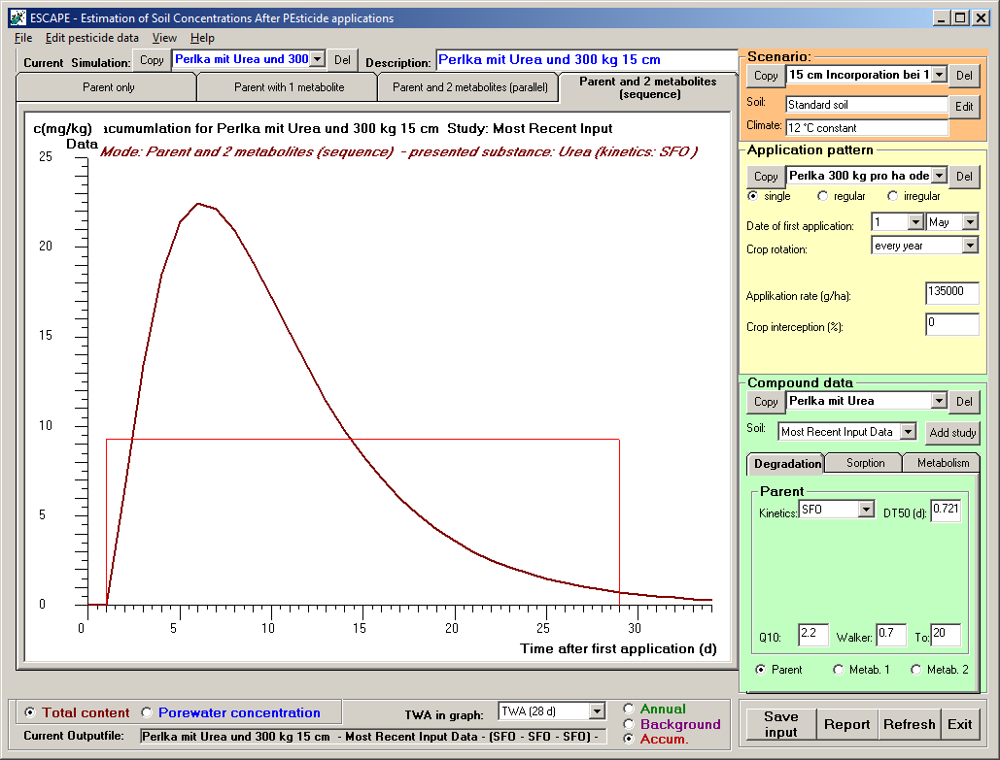 ESCAPE - Estimation of Soil Concentrations After PEsticide applications
File Edit pesticide data View Help
Current Simulation: Copy Perlka mit Urea und 300 Del Description: Perlka mit Urea und 300 kg 15 cm
Parent only Parent with 1 metabolite Parent and 2 metabolites (parallel) Parent and 2 metabolites (sequence)
c(mg/kg) acumumlation for Perlka mit Urea und 300 kg 15 cm Study: Most Recent Input
Data
Mode: Parent and 2 metabolites (sequence) - presented substance: Urea (kinetics: SFO )
25
20
15
10
5
0
0 5 10 15 20 25 30
Time after first application (d)
Scenario:
Copy 15 cm Incorporation bei 1 Del
Soil: Standard soil Edit
Climate: 12 °C constant
Application pattern
Copy Perlka 300 kg pro ha ode Del
single regular irregular
Date of first application: 1 May
Crop rotation: every year
Applikation rate (g/ha): 135000
Crop interception (%): 0
Compound data
Copy Perlka mit Urea Del
Soil: Most Recent Input Data Add study
Degradation Sorption Metabolism
Parent
Kinetics: SFO DT50 (d): 0.721
Q10: 2.2 Walker: 0.7 To: 20
Parent Metab. 1 Metab. 2
Total content Porewater concentration TWA in graph: TWA (28 d) Annual
Background
Accum.
Current Outputfile: Perlka mit Urea und 300 kg 15 cm - Most Recent Input Data - (SFO - SFO - SFO) -
Save input Report Refresh Exit